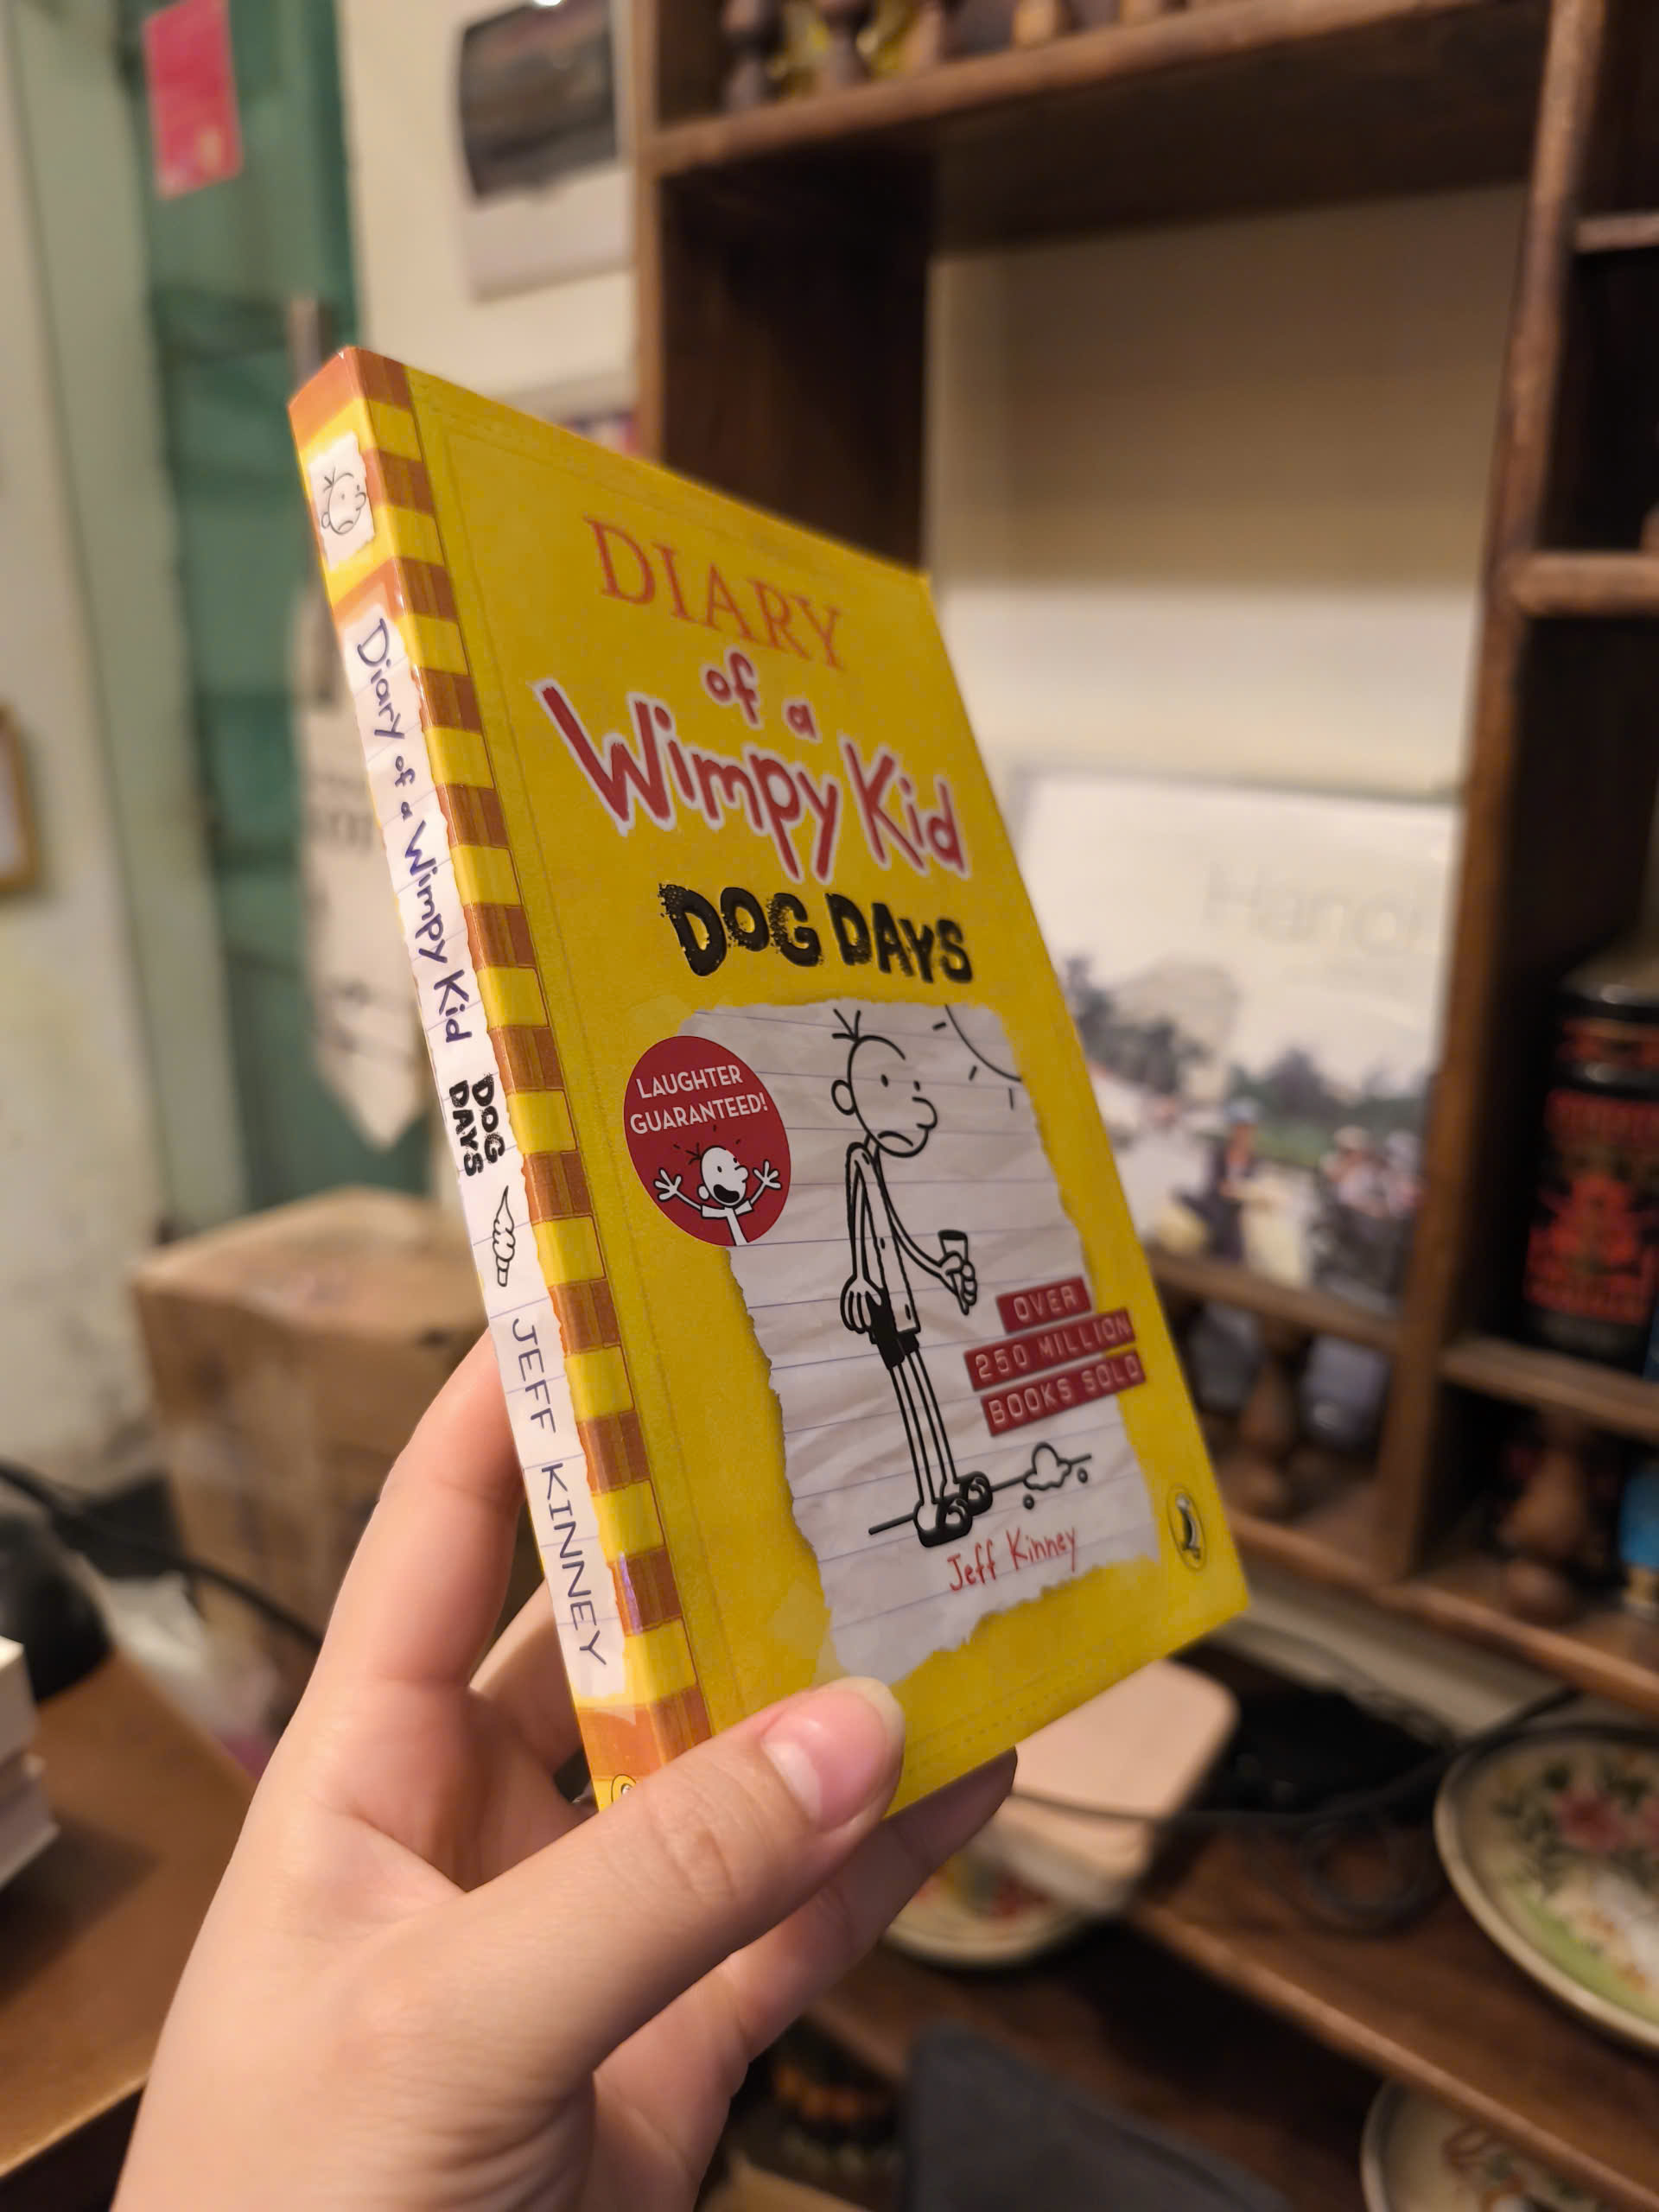 Diary of a Wimpy Kid
DOG
DAYS
JEFF KINNEY
DIARY
of a
Wimpy Kid
DOG DAYS
LAUGHTER
GUARANTEED!
OVER
250 MILLION
BOOKS SOLD
Jeff Kinney